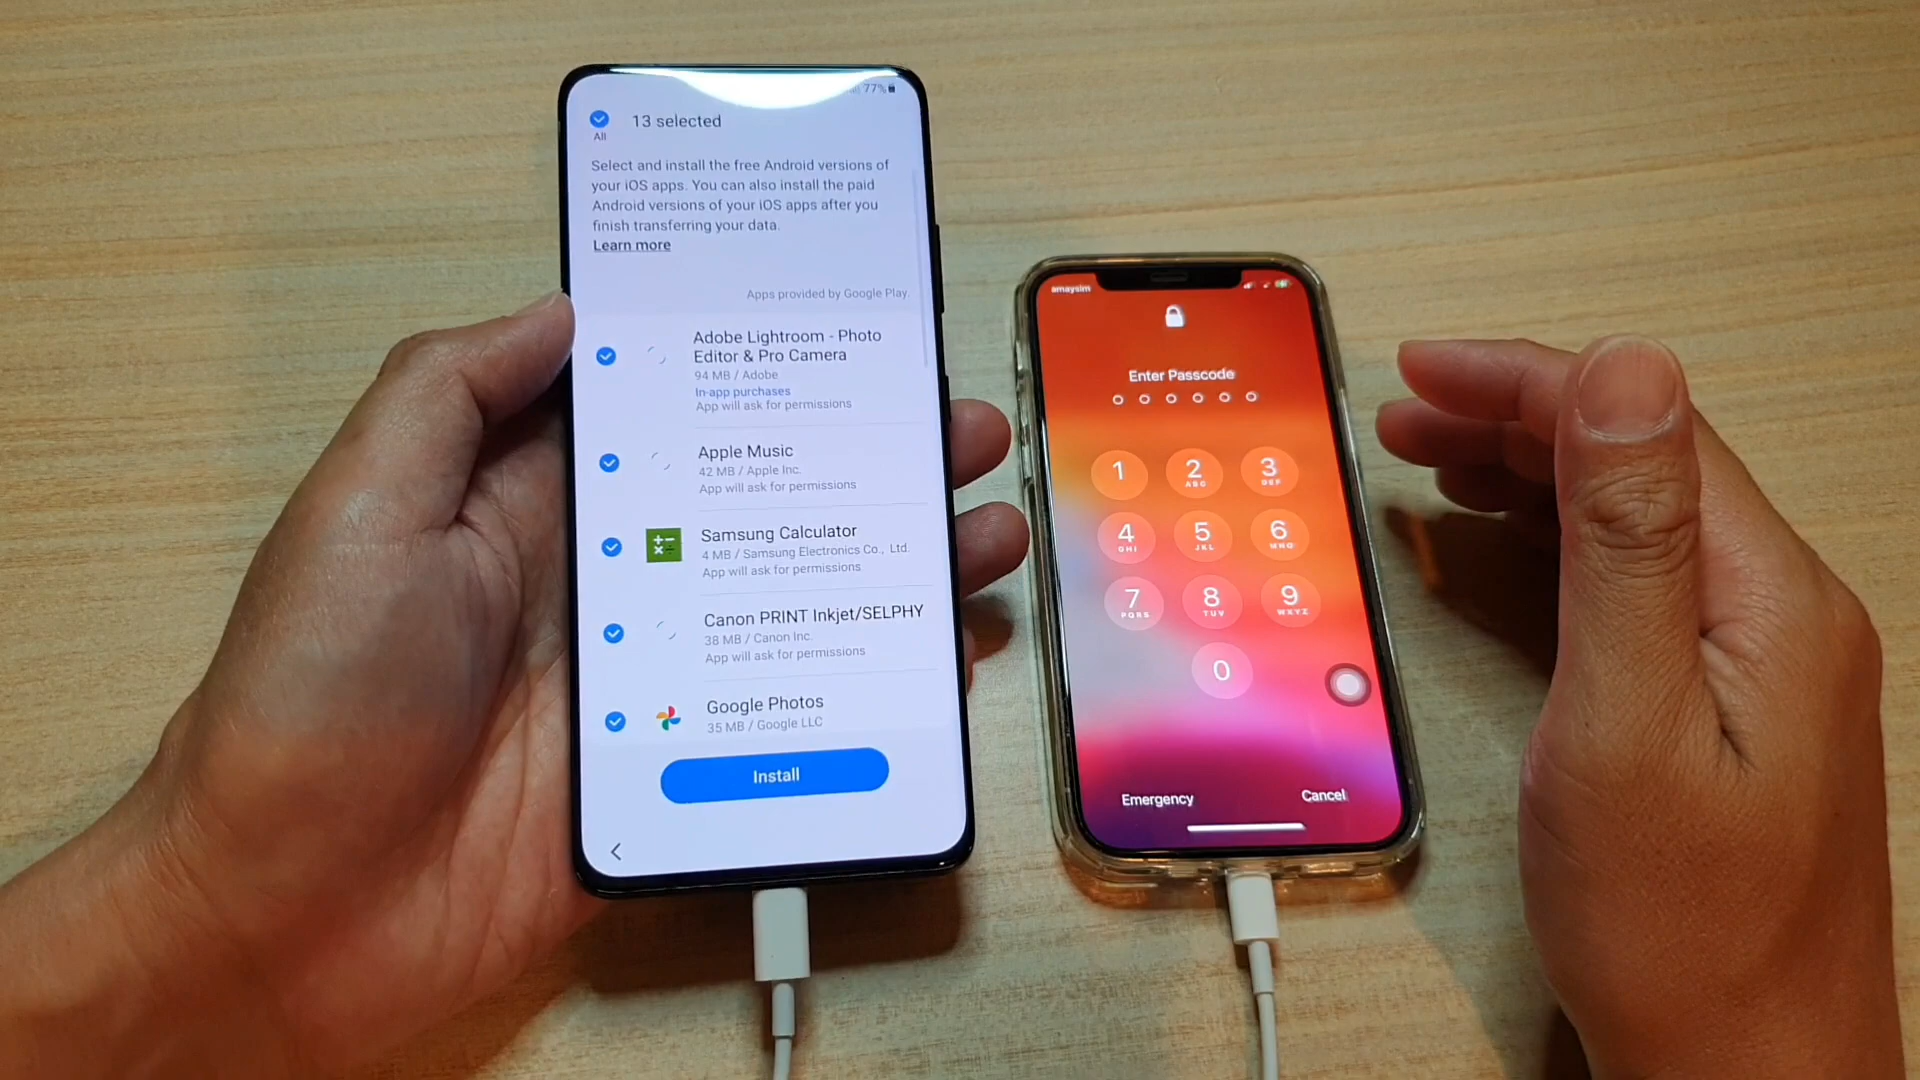 77%
13 selected
All
Select and install the free Android versions of
your iOS apps. You can also install the paid
Android versions of your iOS apps after you
finish transferring your data.
Learn more
Apps provided by Google Play.
Adobe Lightroom - Photo
Editor & Pro Camera
94 MB / Adobe
In-app purchases
App will ask for permissions
Apple Music
42 MB / Apple Inc.
App will ask for permissions
Samsung Calculator
4 MB / Samsung Electronics Co., Ltd.
App will ask for permissions
Canon PRINT Inkjet/SELPHY
38 MB / Canon Inc.
App will ask for permissions
Google Photos
35 MB / Google LLC
Install
amaysim
Enter Passcode
1 2 3
ABC DEF
4 5 6
GHI JKL MNO
7 8 9
PQRS TUV WXYZ
0
Emergency Cancel